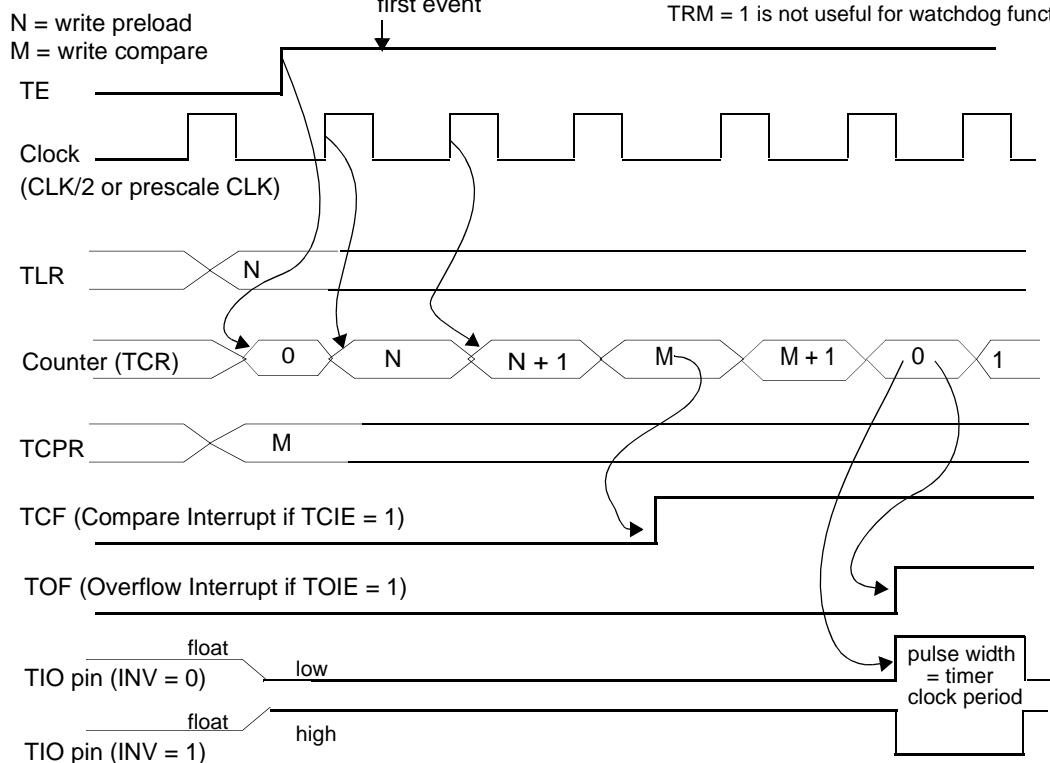 first event
TRM = 1 is not useful for watchdog
N = write preload
M = write compare
TE
Clock
(CLK/2 or prescale CLK)
TLR
N
Counter (TCR)
0
N
N + 1
M
M + 1
0
1
TCPR
M
TCF (Compare Interrupt if TCIE = 1)
TOF (Overflow Interrupt if TOIE = 1)
float
low
TIO pin (INV = 0)
pulse width
= timer
clock period
float
high
TIO pin (INV = 1)